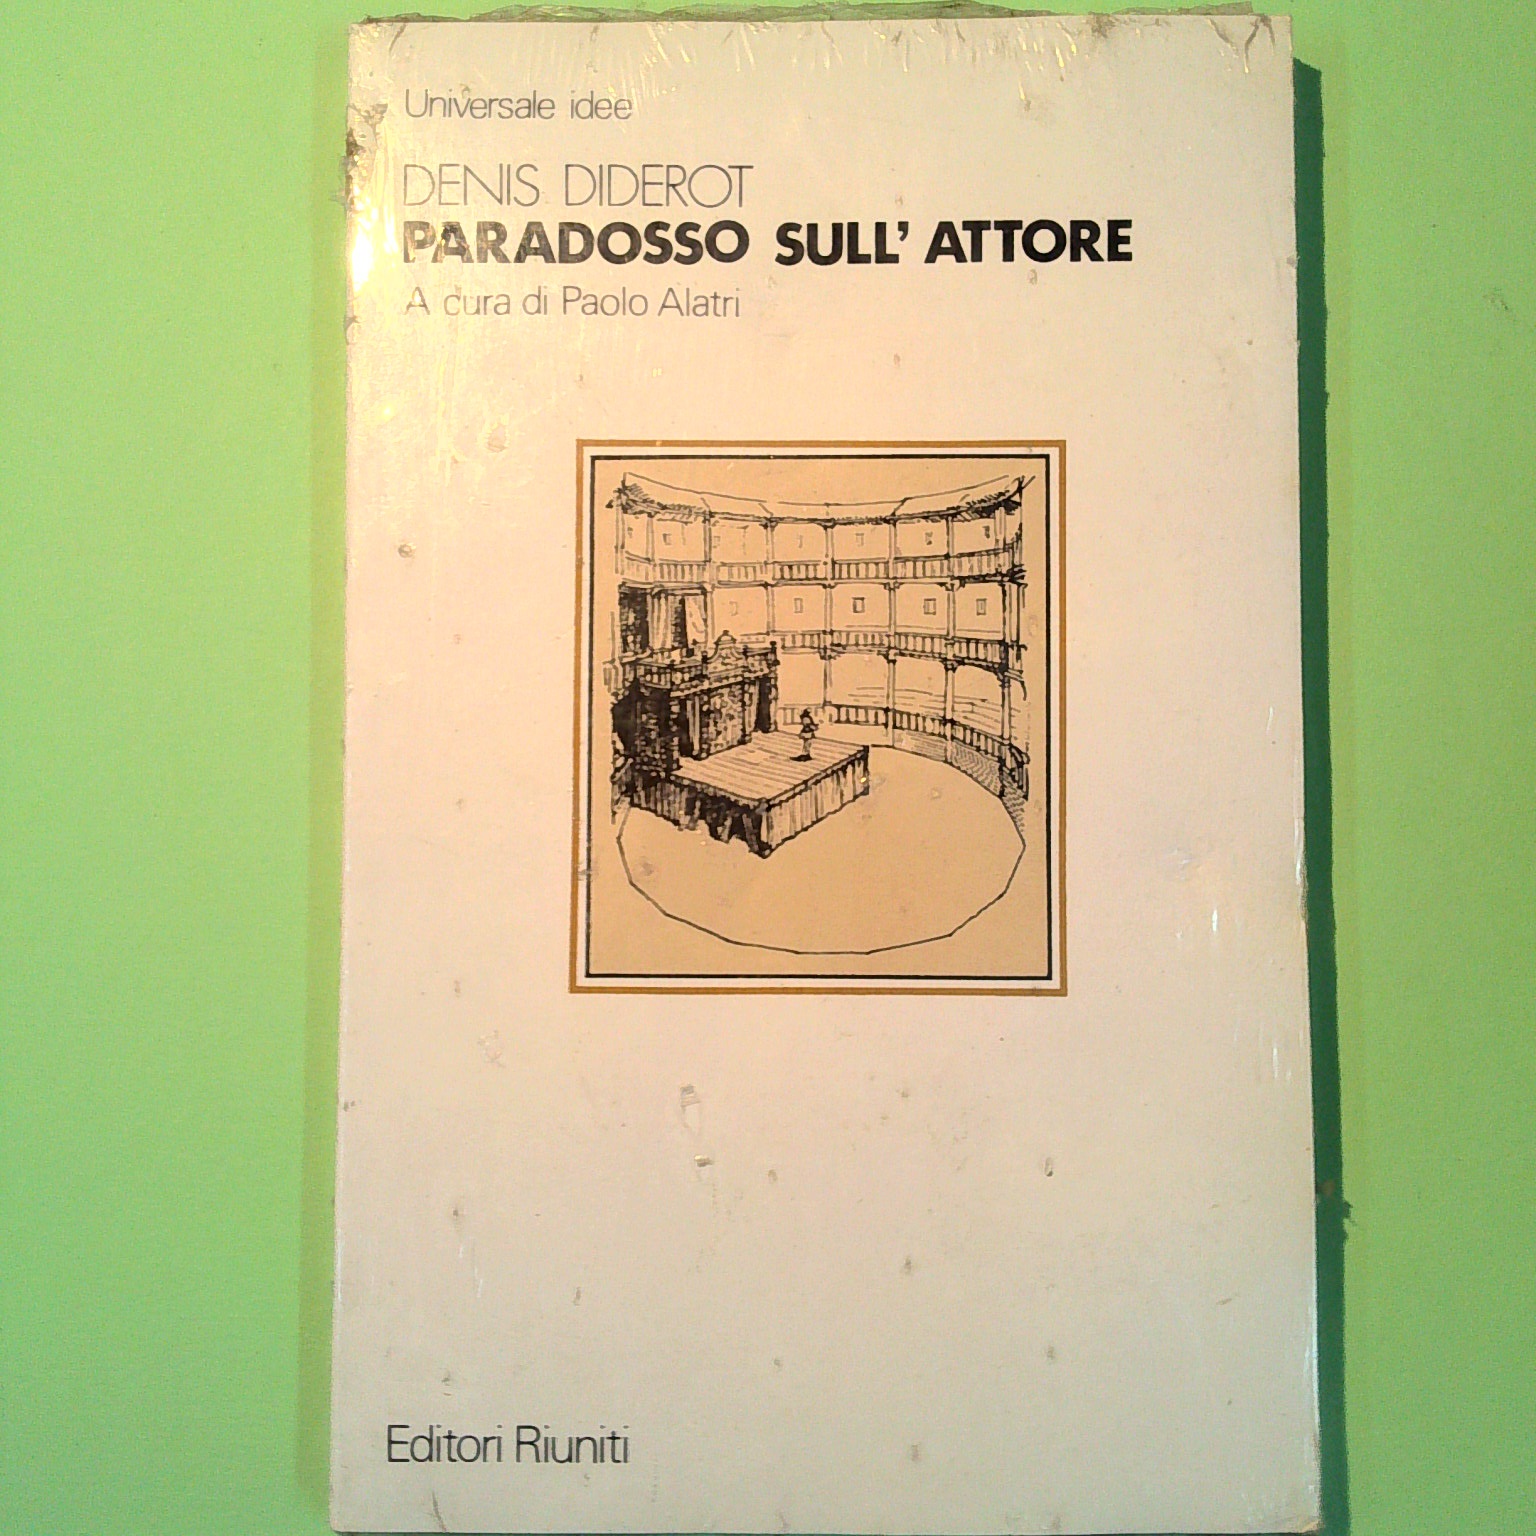 Universale idee
DENIS DIDEROT
PARADOSSO SULL' ATTORE
A cura di Paolo Alatri
Editori Riuniti